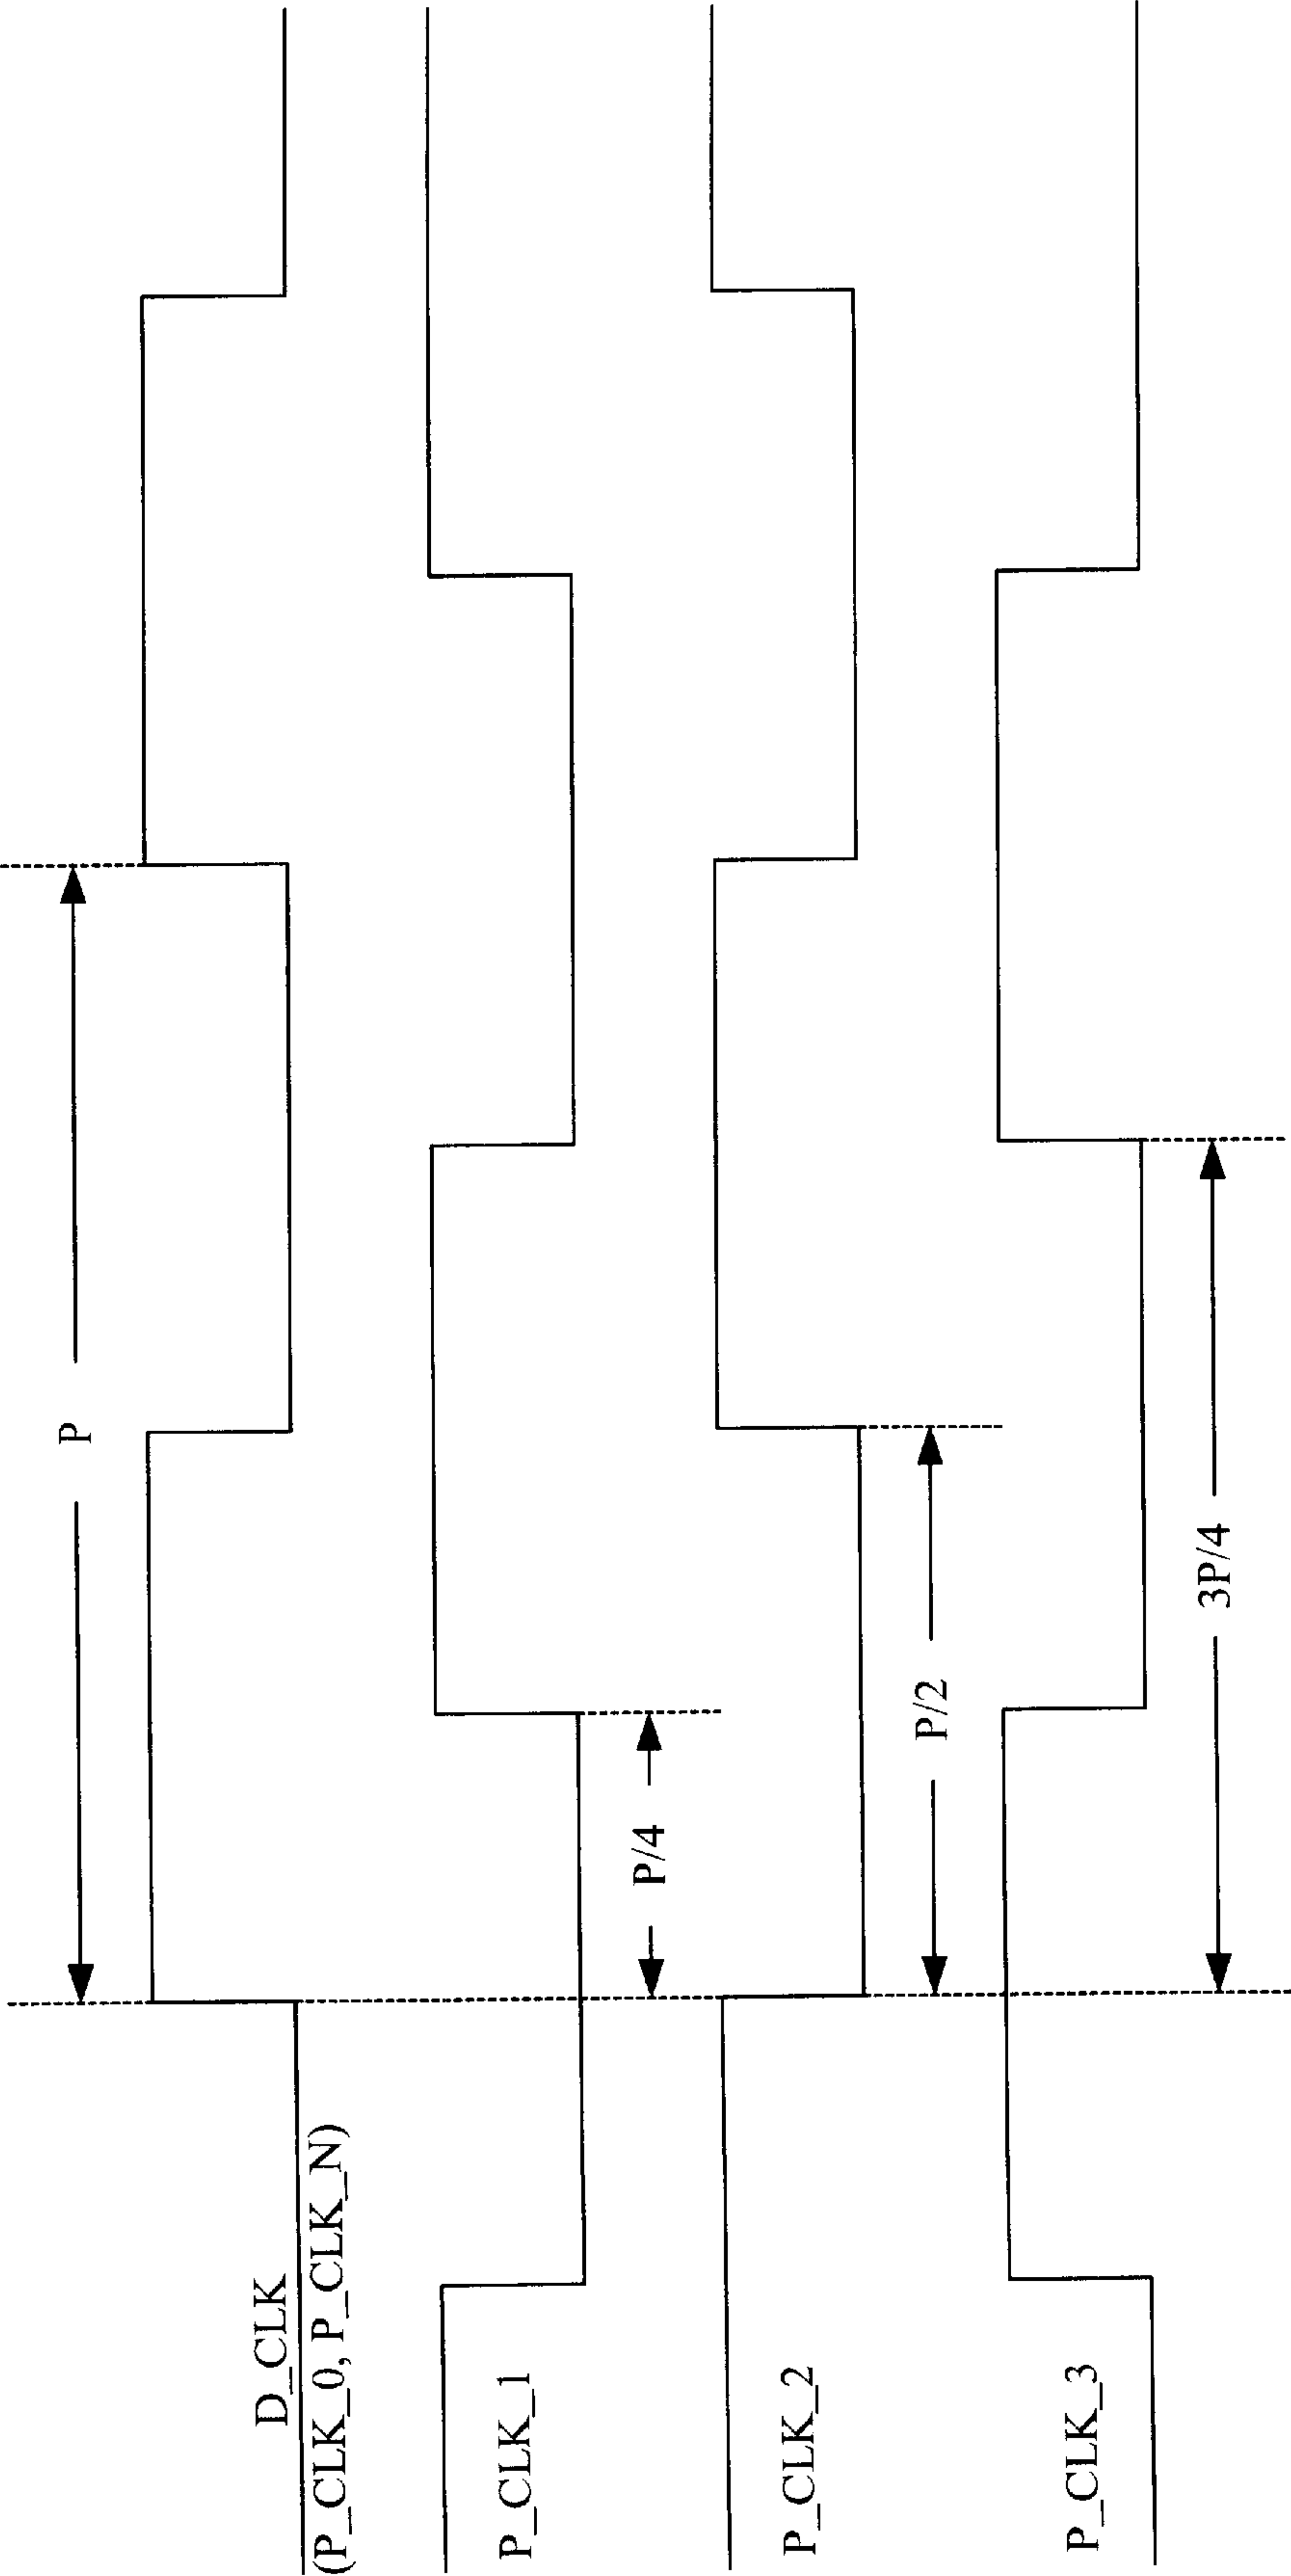 P
D_CLK
(P_CLK_0, P_CLK_N)
P_CLK_1
P/4
P_CLK_2
P/2
P_CLK_3
3P/4